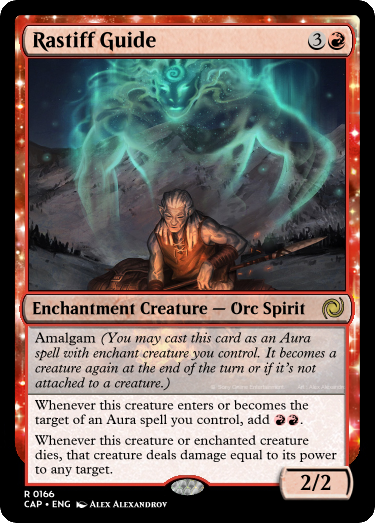 Rastiff Guide 3
Enchantment Creature — Orc Spirit
Amalgam (You may cast this card as an Aura
spell with enchant creature you control. It becomes a
creature again at the end of the turn or if it's not
attached to a creature.)
Whenever this creature enters or becomes the
target of an Aura spell you control, add .
Whenever this creature or enchanted creature
dies, that creature deals damage equal to its power
to any target.
2/2
R 0166
CAP • ENG Alex Alexandrov